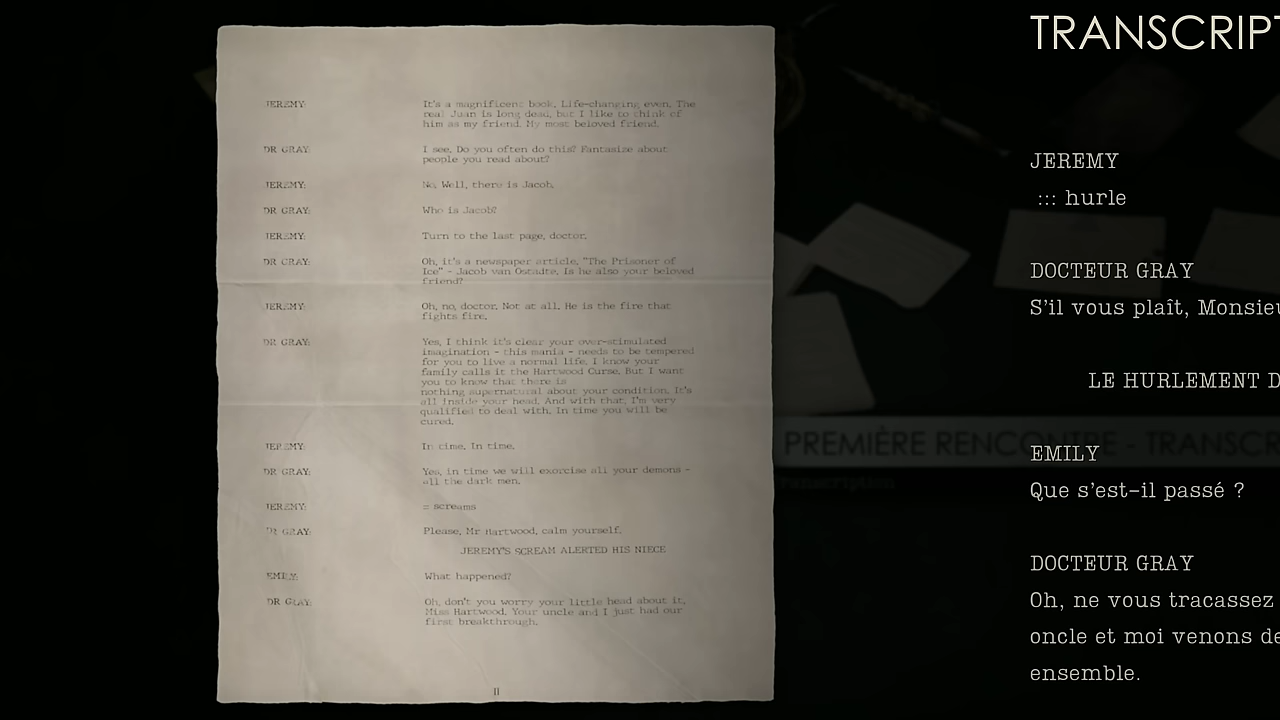 JEREMY:
It's a magnificent book. Life-changing even. The
real Juan is long dead, but I like to think of
him as my friend. My most beloved friend.
DR GRAY:
I see. Do you often do this? Fantasize about
people you read about?
JEREMY:
No. Well, there is Jacob.
DR GRAY:
Who is Jacob?
JEREMY:
Turn to the last page, doctor.
DR GRAY:
Oh, it's a newspaper article. "The Prisoner of
Ice" - Jacob van Ostadte. Is he also your beloved
friend?
JEREMY:
Oh, no, doctor. Not at all. He is the fire that
fights fire.
DR GRAY:
Yes, I think it's clear your over-stimulated
imagination - this mania - needs to be tempered
for you to live a normal life. I know your
family calls it the Hartwood Curse. But I want
you to know that there is
nothing supernatural about your condition. It's
all inside your head. And with that, I'm very
qualified to deal with. In time you will be
cured.
JEREMY:
In time. In time.
DR GRAY:
Yes, in time we will exorcise all your demons -
all the dark men.
JEREMY:
= screams
DR GRAY:
Please, Mr Hartwood, calm yourself.
JEREMY'S SCREAM ALERTED HIS NIECE
EMILY:
What happened?
DR GRAY:
Oh, don't you worry your little head about it,
Miss Hartwood. Your uncle and I just had our
first breakthrough.
II
TRANSCRIPT
JEREMY
::: hurle
DOCTEUR GRAY
S'il vous plaît, Monsieu
LE HURLEMENT D
PREMIÈRE RENCONTRE - TRANSCR
EMILY
Que s'est-il passé ?
DOCTEUR GRAY
Oh, ne vous tracassez
oncle et moi venons de
ensemble.